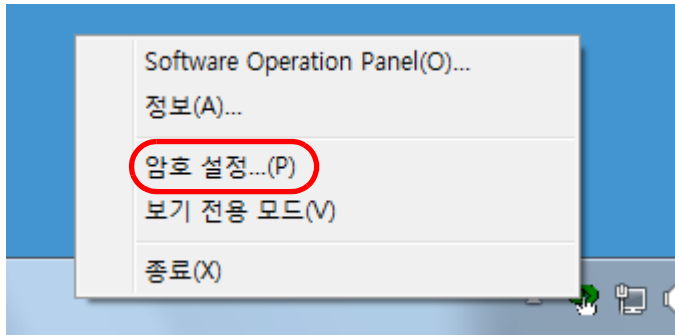 Software Operation Panel(O)...
정보(A)...
암호 설정...(P)
보기 전용 모드(V)
종료(X)